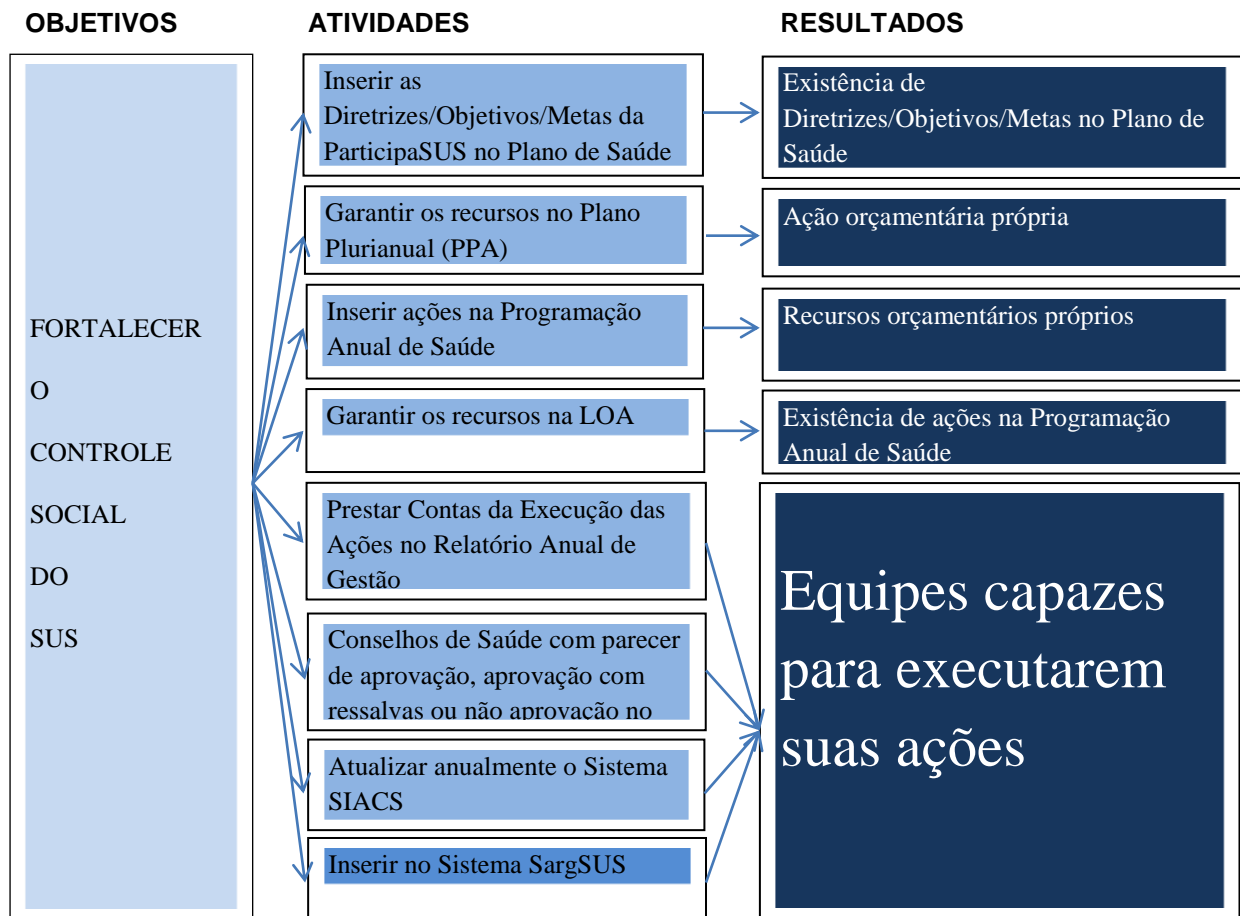 OBJETIVOS
ATIVIDADES
RESULTADOS
FORTALECER
O
CONTROLE
SOCIAL
DO
SUS
Inserir as
Diretrizes/Objetivos/Metas da
ParticipaSUS no Plano de Saúde
Garantir os recursos no Plano
Plurianual (PPA)
Inserir ações na Programação
Anual de Saúde
Garantir os recursos na LOA
Prestar Contas da Execução das
Ações no Relatório Anual de
Gestão
Conselhos de Saúde com parecer
de aprovação, aprovação com
ressalvas ou não aprovação no
Atualizar anualmente o Sistema
SIACS
Inserir no Sistema SargSUS
Existência de
Diretrizes/Objetivos/Metas no Plano de
Saúde
Ação orçamentária própria
Recursos orçamentários próprios
Existência de ações na Programação
Anual de Saúde
Equipes capazes
para executarem
suas ações